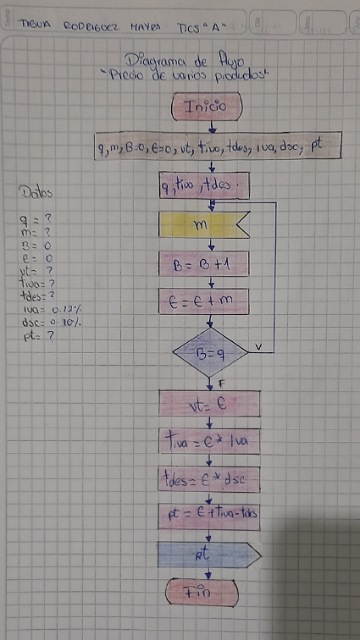 TIGUA RODRIGUEZ MAYRA TICS "A"
Diagrama de flujo
"Precio de varios productos"
Inicio
q, m, B=0, €=0, vt, tiva, tdes, iva, dsc, pt
q, tiva, tdes.
Datos
q = ?
m = ?
B = 0
€ = 0
vt = ?
tiva = ?
tdes = ?
iva = 0.12%
dsc = 0.10%
pt = ?
m
B = B+1
€ = € + m
B=q
V
F
vt = €
tiva = € * iva
tdes = € * dsc
pt = € + tiva - tdes
pt
Fin